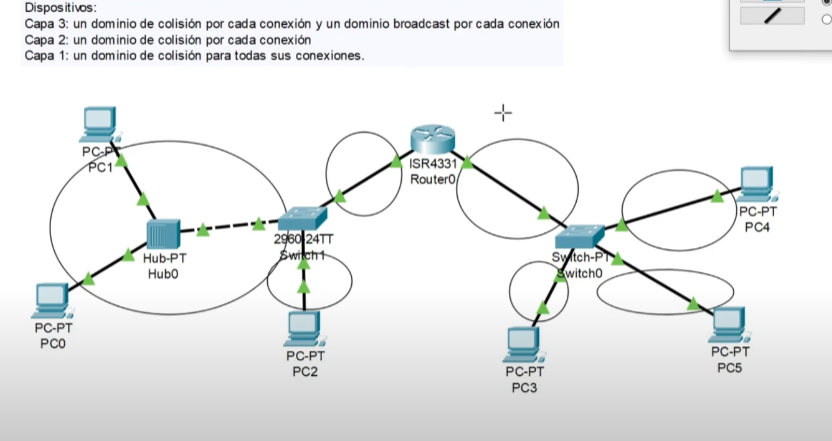 Dispositivos:
Capa 3: un dominio de colisión por cada conexión y un dominio broadcast por cada conexión
Capa 2: un dominio de colisión por cada conexión
Capa 1: un dominio de colisión para todas sus conexiones.
PC-PT
PC1
ISR4331
Router0
PC-PT
PC4
Hub-PT
Hub0
2960-24TT
Switch1
Switch-PT
Switch0
PC-PT
PC0
PC-PT
PC2
PC-PT
PC3
PC-PT
PC5